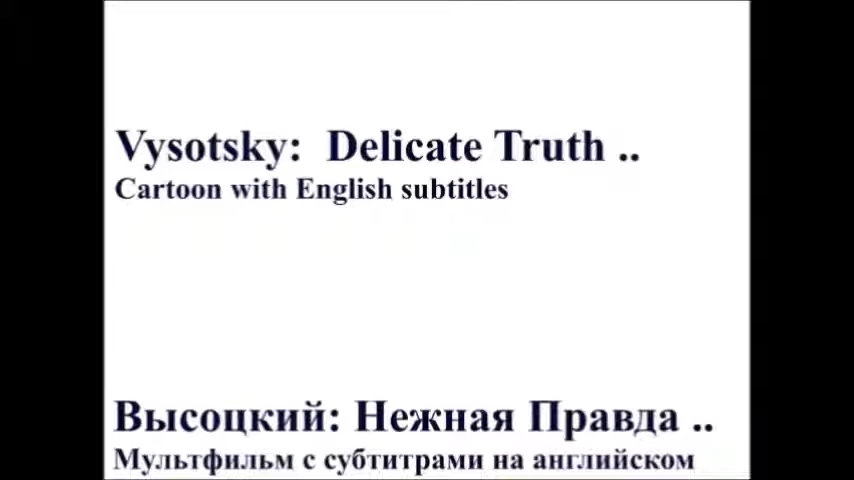 Vysotsky: Delicate Truth ..
Cartoon with English subtitles
Высоцкий: Нежная Правда ..
Мультфильм с субтитрами на английском